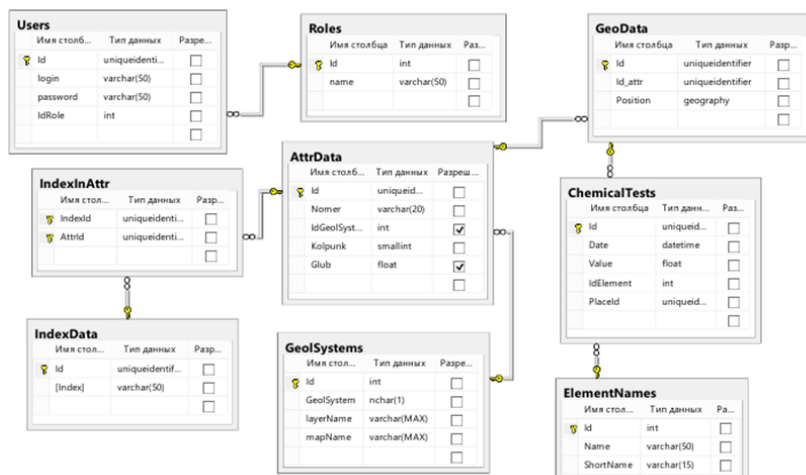 Users
Имя столб... Тип данных Разре...
Id uniqueidenti...
login varchar(50)
password varchar(50)
IdRole int
Roles
Имя столбца Тип данных Раз...
Id int
name varchar(50)
GeoData
Имя столбца Тип данных Раз...
Id uniqueidentifier
Id_attr uniqueidentifier
Position geography
IndexInAttr
Имя столбца Тип данных Разр...
IndexId uniqueidenti...
AttrId uniqueidenti...
AttrData
Имя столб... Тип данных Разреш...
Id uniqueid...
Nomer varchar(20)
IdGeolSyst... int
Kolpunk smallint
Glub float
ChemicalTests
Имя столбца Тип данн... Раз...
Id uniqueid...
Date datetime
Value float
IdElement int
PlaceId uniqueid...
IndexData
Имя стол... Тип данных Разр...
Id uniqueidentif...
[Index] varchar(50)
GeolSystems
Имя стол... Тип данных Разре...
Id int
GeolSystem nchar(1)
layerName varchar(MAX)
mapName varchar(MAX)
ElementNames
Имя стол... Тип данных Ра...
Id int
Name varchar(50)
ShortName varchar(15)